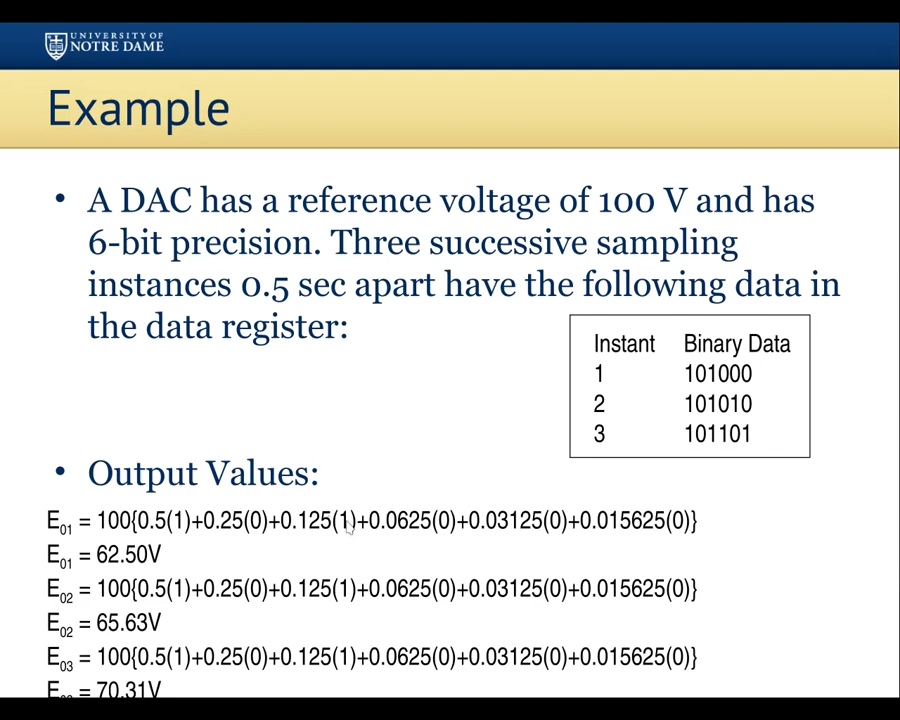 UNIVERSITY OF
NOTRE DAME
Example
• A DAC has a reference voltage of 100 V and has
6-bit precision. Three successive sampling
instances 0.5 sec apart have the following data in
the data register:
Instant Binary Data
1 101000
2 101010
3 101101
• Output Values:
E01 = 100{0.5(1)+0.25(0)+0.125(1)+0.0625(0)+0.03125(0)+0.015625(0)}
E01 = 62.50V
E02 = 100{0.5(1)+0.25(0)+0.125(1)+0.0625(0)+0.03125(0)+0.015625(0)}
E02 = 65.63V
E03 = 100{0.5(1)+0.25(0)+0.125(1)+0.0625(0)+0.03125(0)+0.015625(0)}
= 70.31V